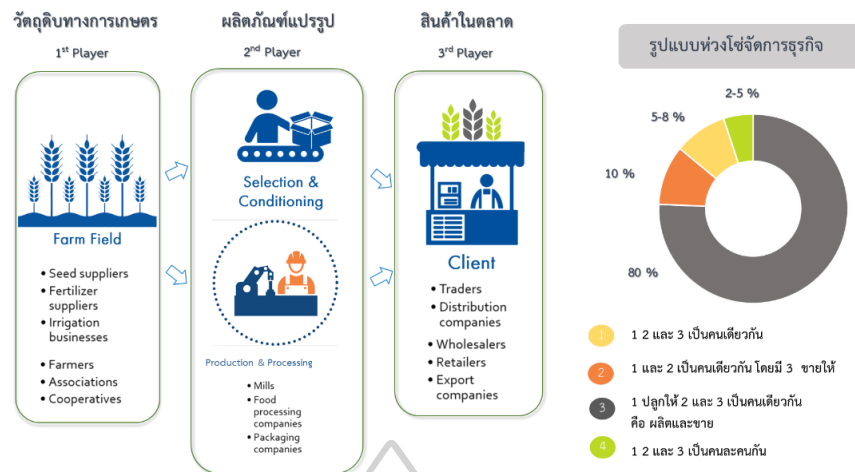 วัตถุดิบทางการเกษตร
1st Player
Farm Field
• Seed suppliers
• Fertilizer
suppliers
• Irrigation
businesses
• Farmers
• Associations
• Cooperatives
ผลิตภัณฑ์แปรรูป
2nd Player
Selection &
Conditioning
Production & Processing
• Mills
• Food
processing
companies
• Packaging
companies
สินค้าในตลาด
3rd Player
Client
• Traders
• Distribution
companies
• Wholesalers
• Retailers
• Export
companies
รูปแบบห่วงโซ่จัดการธุรกิจ
2-5 %
5-8 %
10 %
80 %
1 1 2 และ 3 เป็นคนเดียวกัน
2 1 และ 2 เป็นคนเดียวกัน โดยมี 3 ขายให้
3 1 ปลูกให้ 2 และ 3 เป็นคนเดียวกัน
คือ ผลิตและขาย
4 1 2 และ 3 เป็นคนละคนกัน